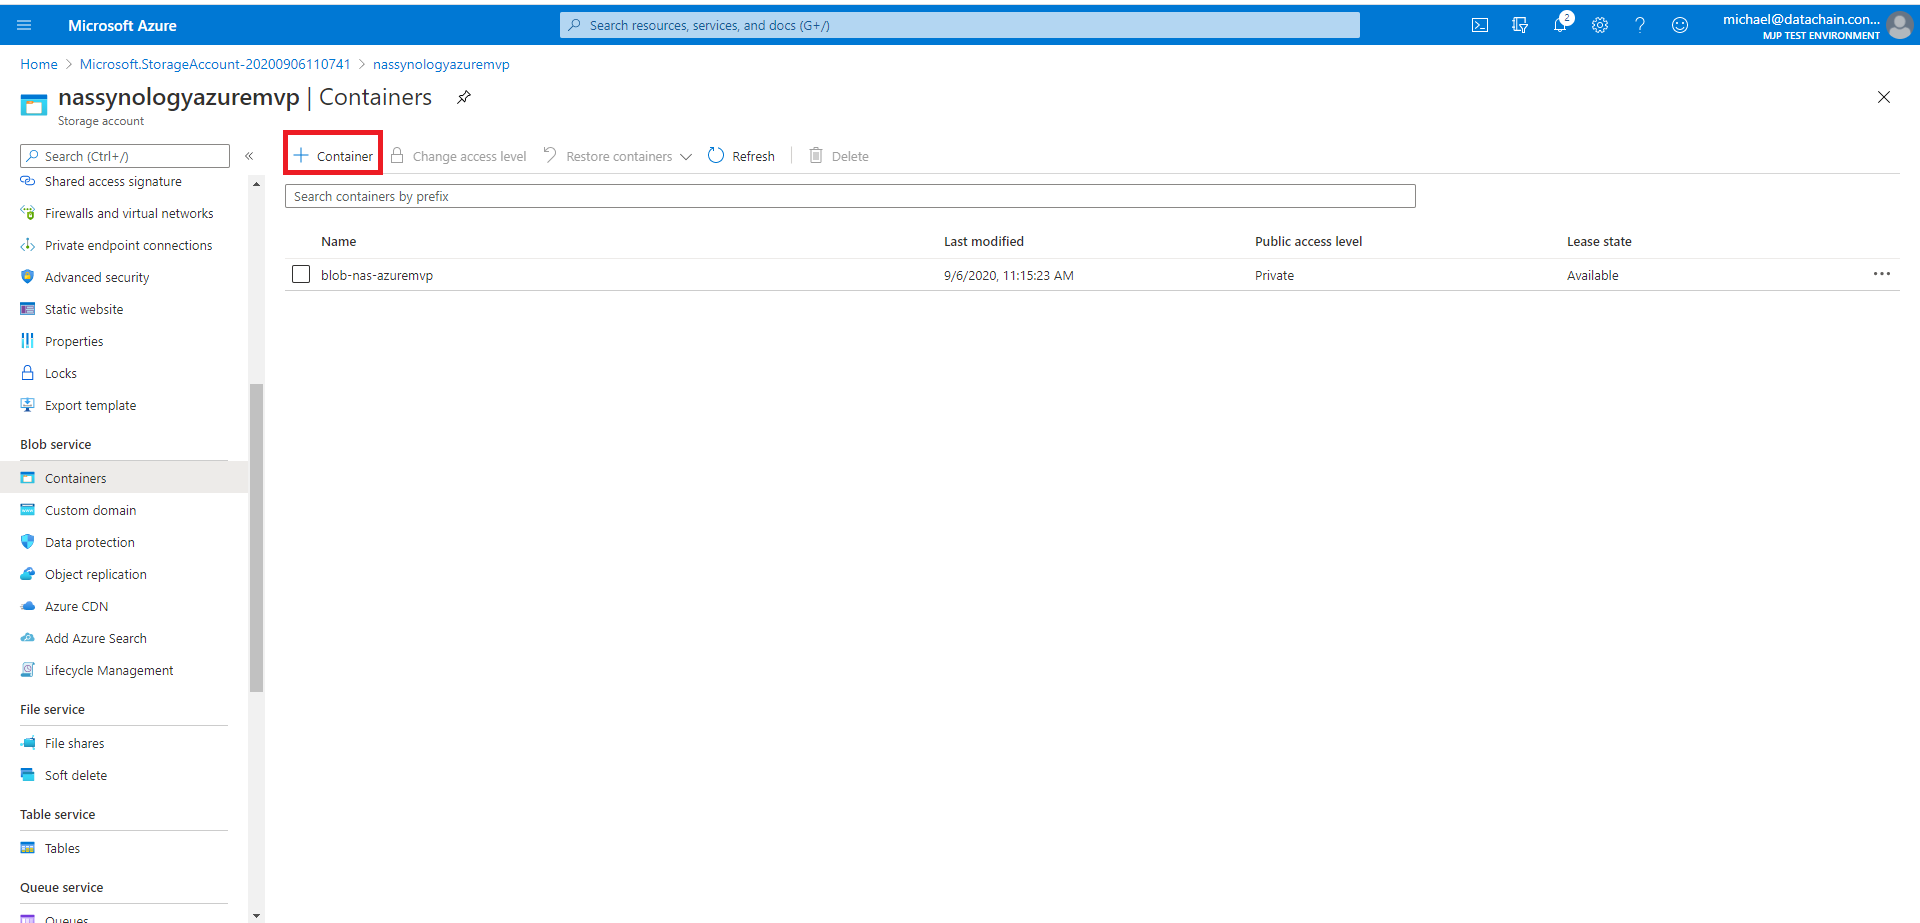 Microsoft Azure
Search resources, services, and docs (G+/)
2
michael@datachain.con...
MJP TEST ENVIRONMENT
Home > Microsoft.StorageAccount-20200906110741 > nassynologyazuremvp
nassynologyazuremvp | Containers
Storage account
Search (Ctrl+/)
«
Container
Change access level
Restore containers
Refresh
Delete
Search containers by prefix
Name Last modified Public access level Lease state
blob-nas-azuremvp 9/6/2020, 11:15:23 AM Private Available ...
Shared access signature
Firewalls and virtual networks
Private endpoint connections
Advanced security
Static website
Properties
Locks
Export template
Blob service
Containers
Custom domain
Data protection
Object replication
Azure CDN
Add Azure Search
Lifecycle Management
File service
File shares
Soft delete
Table service
Tables
Queue service
Queues